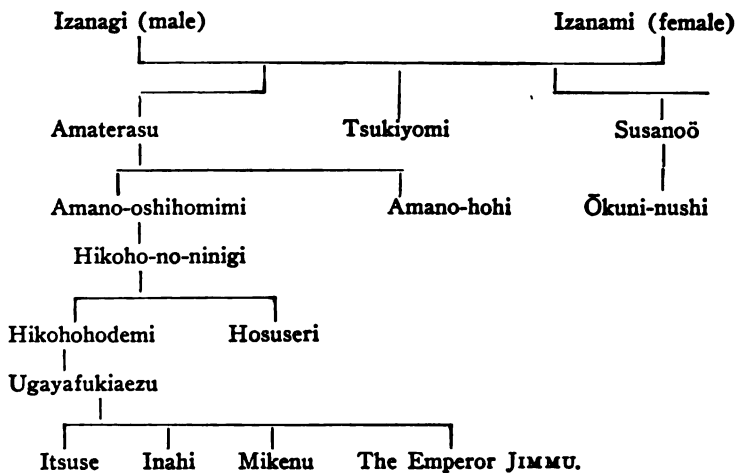 Izanagi (male) Izanami (female)
Amaterasu Tsukiyomi Susanoö
Amano-oshihomimi Amano-hohi Ōkuni-nushi
Hikoho-no-ninigi
Hikohohodemi Hosuseri
Ugayafukiaezu
Itsuse Inahi Mikenu The Emperor JIMMU.